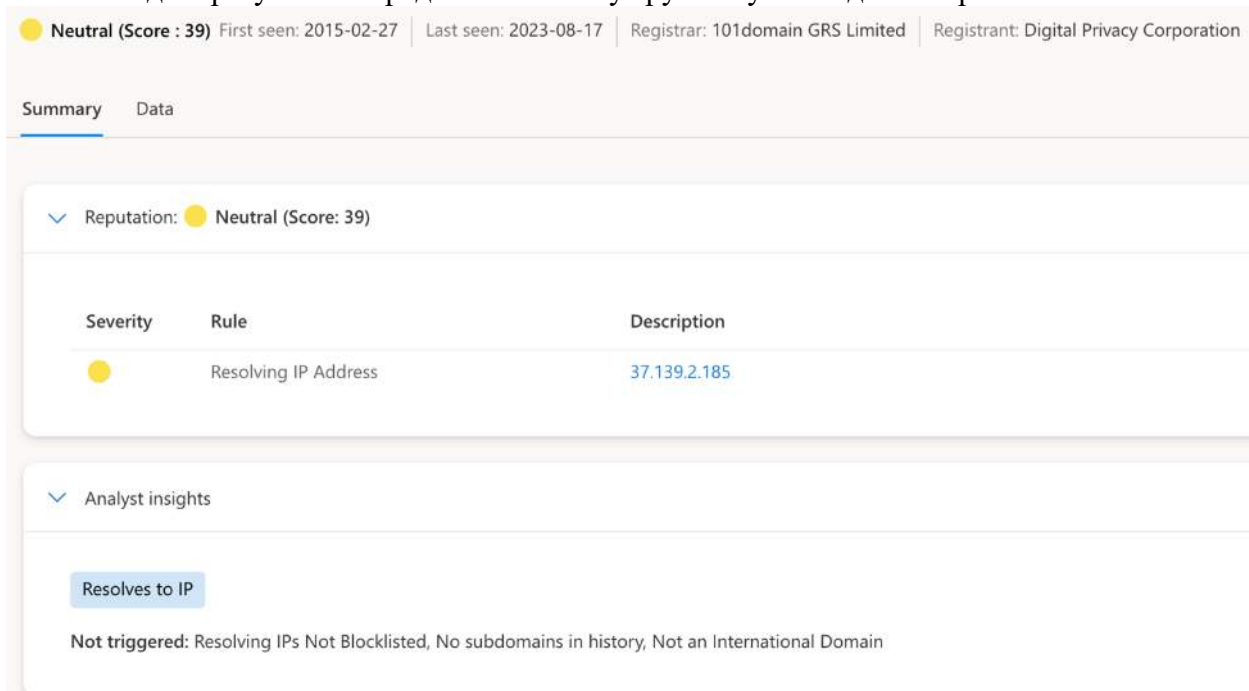 Neutral (Score : 39) First seen: 2015-02-27 Last seen: 2023-08-17 Registrar: 101domain GRS Limited Registrant: Digital Privacy Corporation
Summary Data
Reputation: Neutral (Score: 39)
Severity Rule Description
Resolving IP Address 37.139.2.185
Analyst insights
Resolves to IP
Not triggered: Resolving IPs Not Blocklisted, No subdomains in history, Not an International Domain